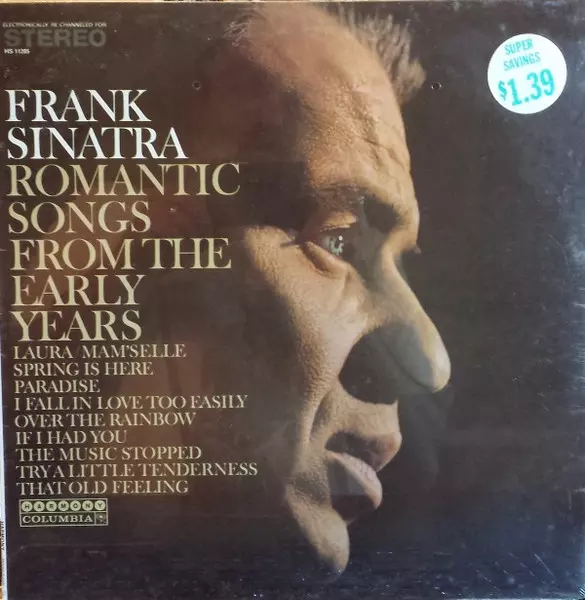 ELECTRONICALLY RE-CHANNELED FOR
STEREO
HS 11205
SUPER
SAVINGS
$1.39
FRANK
SINATRA
ROMANTIC
SONGS
FROM THE
EARLY
YEARS
LAURA/MAM'SELLE
SPRING IS HERE
PARADISE
I FALL IN LOVE TOO EASILY
OVER THE RAINBOW
IF I HAD YOU
THE MUSIC STOPPED
TRY A LITTLE TENDERNESS
THAT OLD FEELING
HARMONY
COLUMBIA